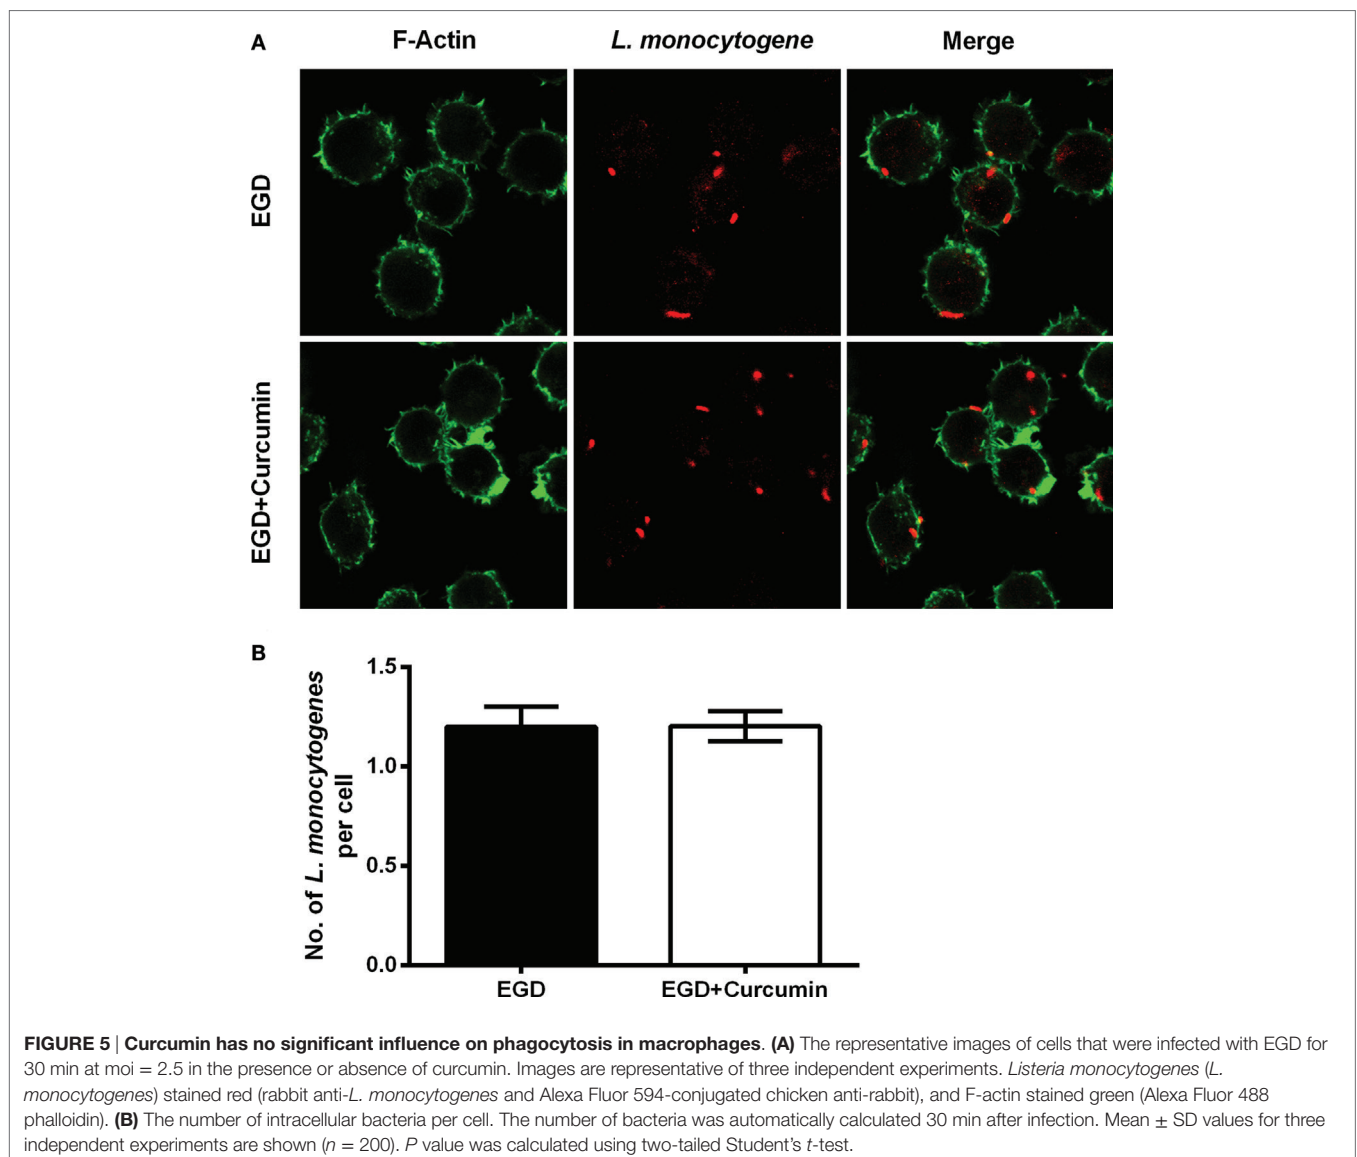 A
F-Actin
L. monocytogene
Merge
EGD
EGD+Curcumin
B
No. of L. monocytogenes
per cell
1.5
1.0
0.5
0.0
EGD
EGD+Curcumin
FIGURE 5 | Curcumin has no significant influence on phagocytosis in macrophages. (A) The representative images of cells that were infected with EGD for
30 min at moi = 2.5 in the presence or absence of curcumin. Images are representative of three independent experiments. Listeria monocytogenes (L.
monocytogenes) stained red (rabbit anti-L. monocytogenes and Alexa Fluor 594-conjugated chicken anti-rabbit), and F-actin stained green (Alexa Fluor 488
phalloidin). (B) The number of intracellular bacteria per cell. The number of bacteria was automatically calculated 30 min after infection. Mean ± SD values for three
independent experiments are shown (n = 200). P value was calculated using two-tailed Student's t-test.